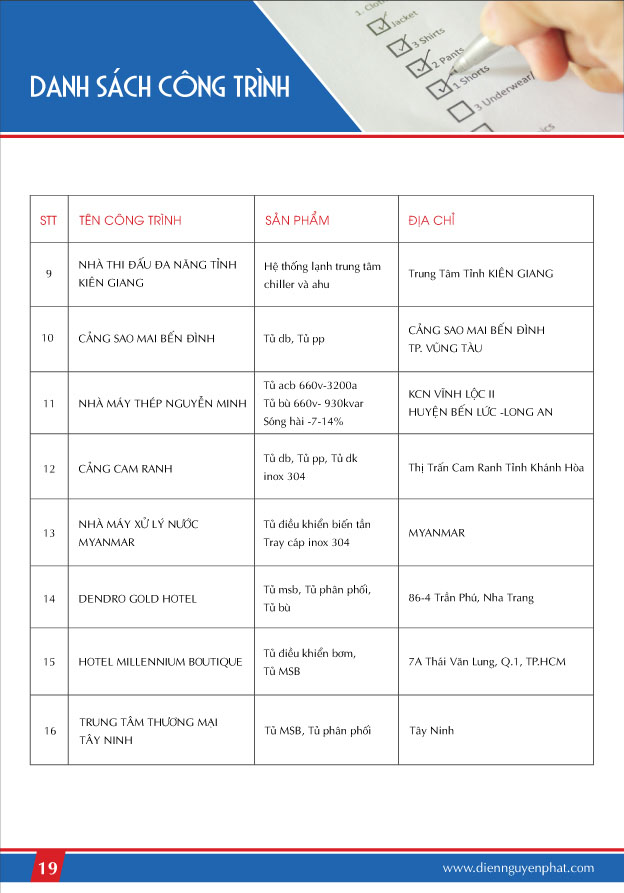 1. Clot
Jacket
3 Shirts
2 Pants
1 Shorts
3 Underwear
DANH SÁCH CÔNG TRÌNH
STT TÊN CÔNG TRÌNH SẢN PHẨM ĐỊA CHỈ
9
NHÀ THI ĐẤU ĐA NĂNG TỈNH
KIÊN GIANG
Hệ thống lạnh trung tâm
chiller và ahu
Trung Tâm Tỉnh KIÊN GIANG
10
CẢNG SAO MAI BẾN ĐÌNH
Tủ db, Tủ pp
CẢNG SAO MAI BẾN ĐÌNH
TP. VŨNG TÀU
11
NHÀ MÁY THÉP NGUYỄN MINH
Tủ acb 660v-3200a
Tủ bù 660v- 930kvar
Sóng hài -7-14%
KCN VĨNH LỘC II
HUYỆN BẾN LỨC -LONG AN
12
CẢNG CAM RANH
Tủ db, Tủ pp, Tủ dk
inox 304
Thị Trấn Cam Ranh Tỉnh Khánh Hòa
13
NHÀ MÁY XỬ LÝ NƯỚC
MYANMAR
Tủ điều khiển biến tần
Tray cáp inox 304
MYANMAR
14
DENDRO GOLD HOTEL
Tủ msb, Tủ phân phối,
Tủ bù
86-4 Trần Phú, Nha Trang
15
HOTEL MILLENNIUM BOUTIQUE
Tủ điều khiển bơm,
Tủ MSB
7A Thái Văn Lung, Q.1, TP.HCM
16
TRUNG TÂM THƯƠNG MẠI
TÂY NINH
Tủ MSB, Tủ phân phối
Tây Ninh
19
www.diennguyenphat.com